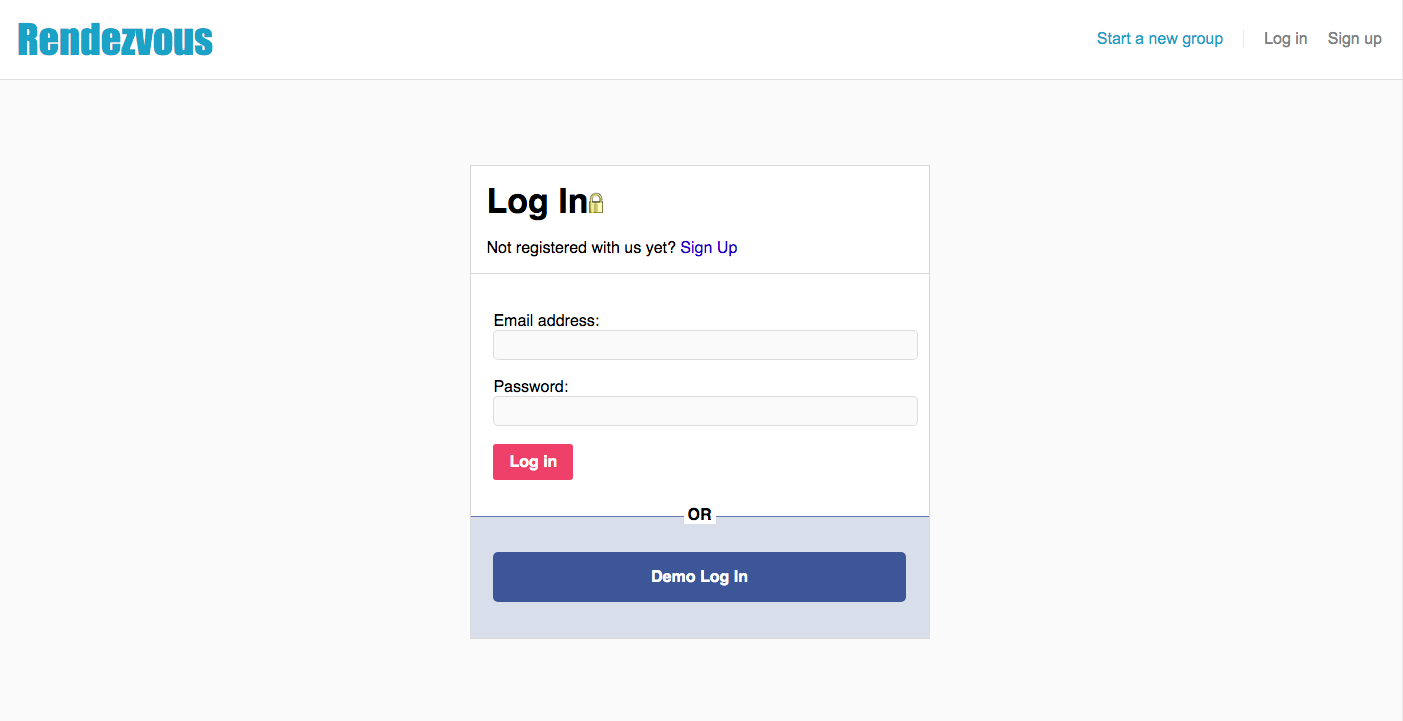 Rendezvous
Start a new group Log in Sign up
Log In
Not registered with us yet? Sign Up
Email address:
Password:
Log in
OR
Demo Log In